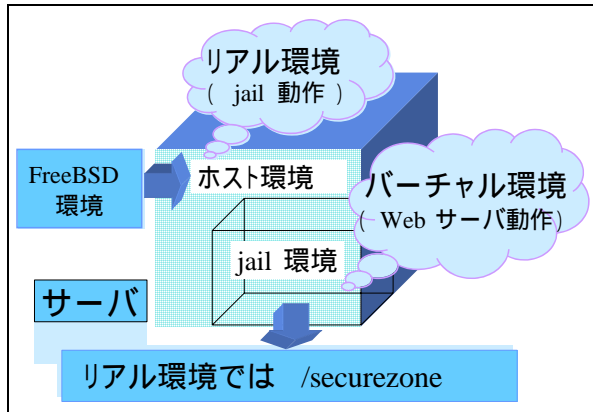 リアル環境
( jail 動作 )
FreeBSD
環境
ホスト環境
バーチャル環境
( Web サーバ動作)
jail 環境
サーバ
リアル環境では /securezone